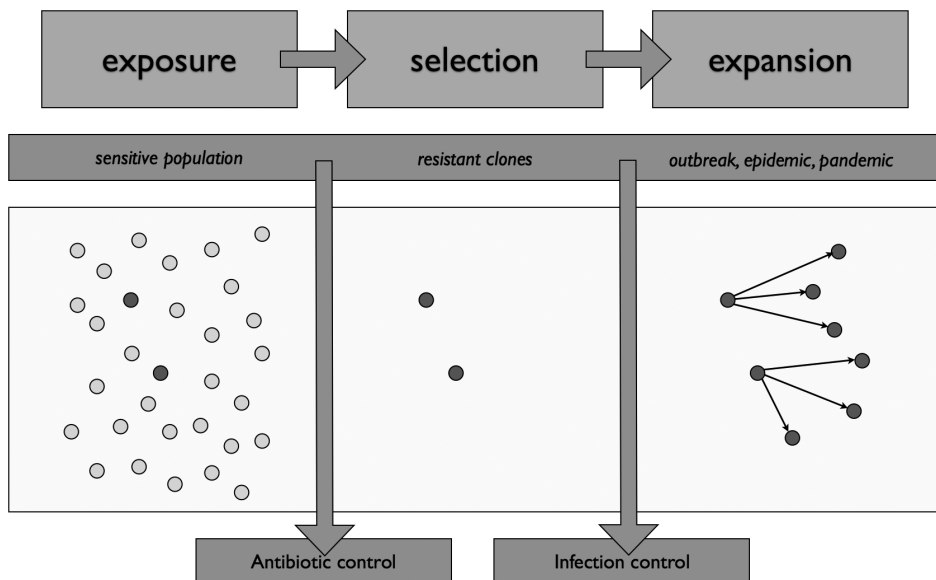 exposure
selection
expansion
sensitive population
resistant clones
outbreak, epidemic, pandemic
Antibiotic control
Infection control